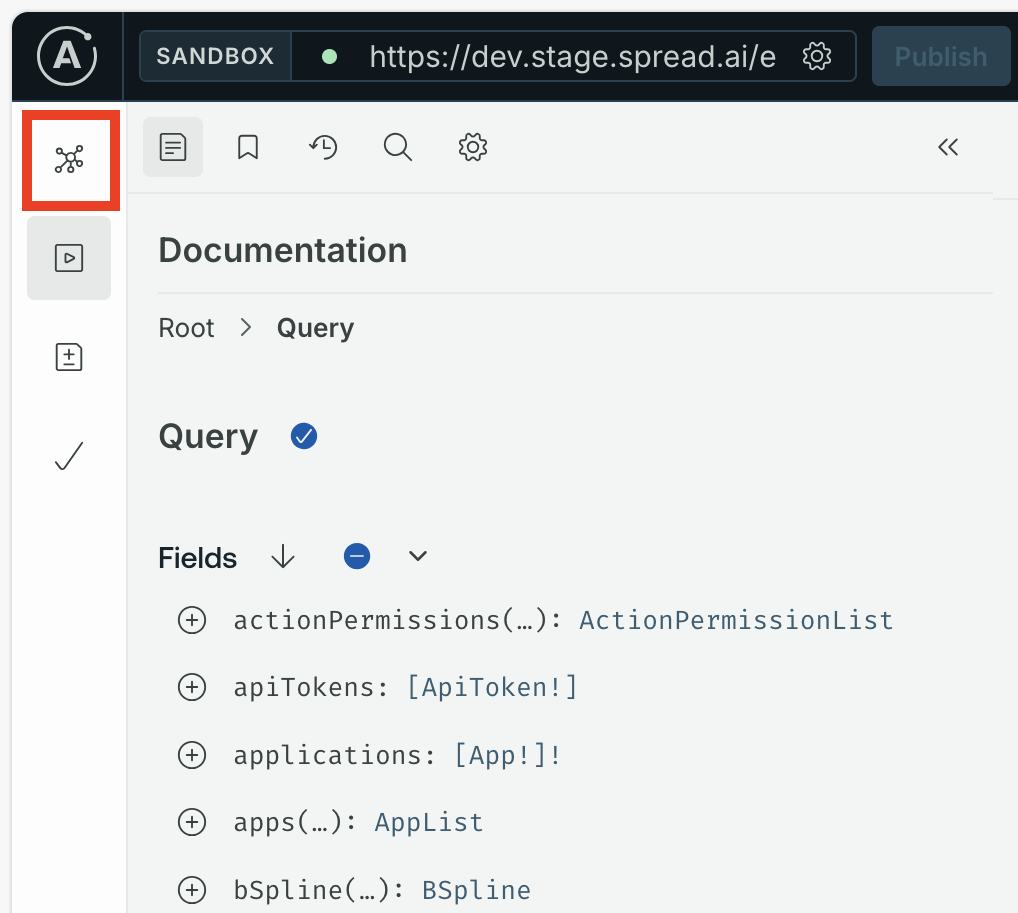 A
SANDBOX
https://dev.stage.spread.ai/e
Publish
Documentation
Root > Query
Query
Fields
actionPermissions(…): ActionPermissionList
apiTokens: [ApiToken!]
applications: [App!]!
apps(…): AppList
bSpline(…): BSpline